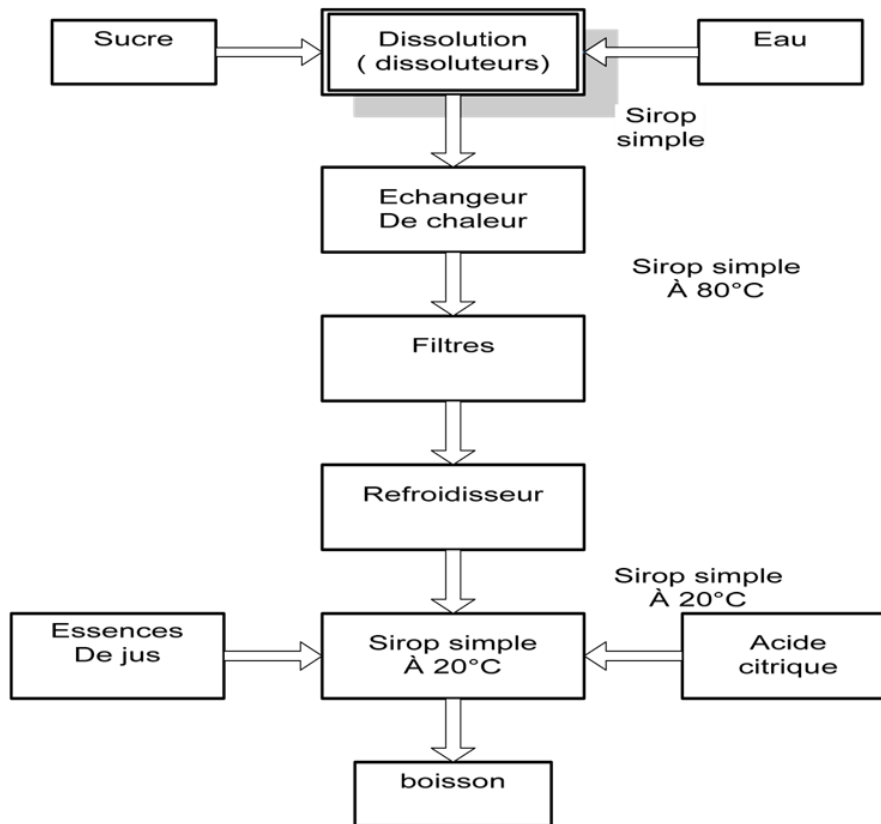 Sucre
Dissolution
( dissoluteurs)
Eau
Sirop
simple
Echangeur
De chaleur
Sirop simple
À 80°C
Filtres
Refroidisseur
Sirop simple
À 20°C
Essences
De jus
Sirop simple
À 20°C
Acide
citrique
boisson